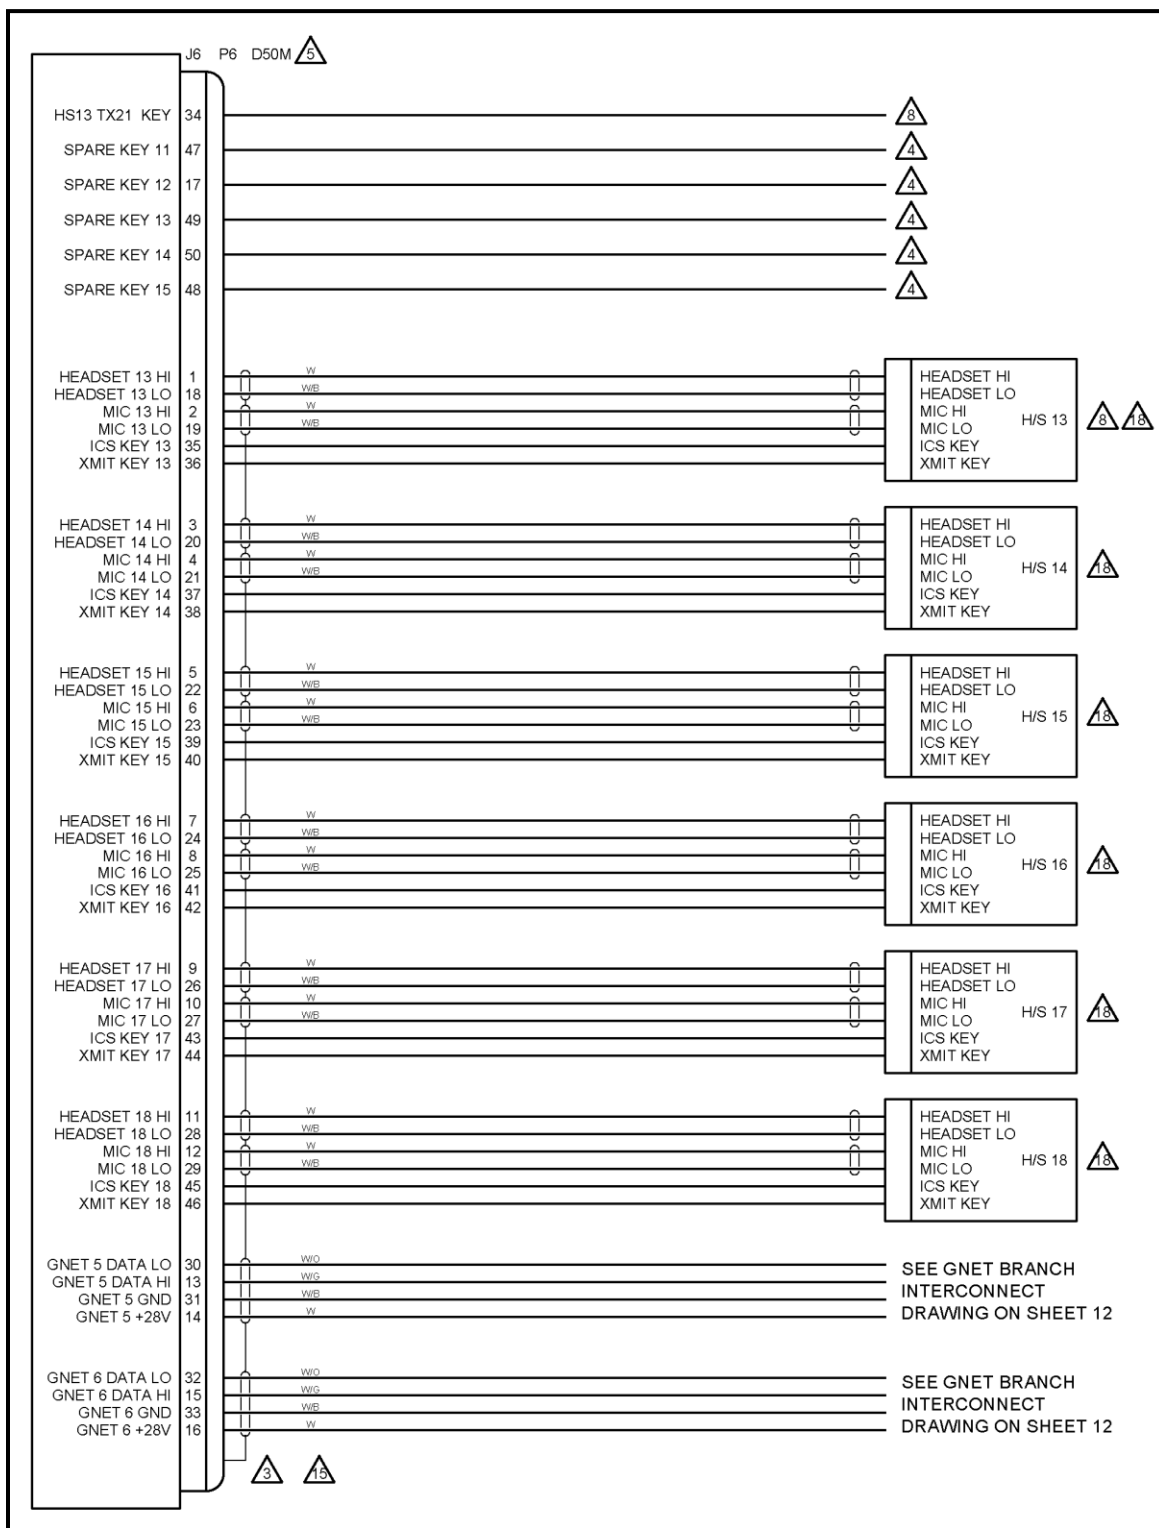 J6 P6 D50M 5
HS13 TX21 KEY 34 8
SPARE KEY 11 47 4
SPARE KEY 12 17 4
SPARE KEY 13 49 4
SPARE KEY 14 50 4
SPARE KEY 15 48 4
HEADSET 13 HI 1 W HEADSET HI
HEADSET 13 LO 18 W/B HEADSET LO
MIC 13 HI 2 W MIC HI
H/S 13 8 18
MIC 13 LO 19 W/B MIC LO
ICS KEY 13 35 ICS KEY
XMIT KEY 13 36 XMIT KEY
HEADSET 14 HI 3 W HEADSET HI
HEADSET 14 LO 20 W/B HEADSET LO
MIC 14 HI 4 W MIC HI
H/S 14 18
MIC 14 LO 21 W/B MIC LO
ICS KEY 14 37 ICS KEY
XMIT KEY 14 38 XMIT KEY
HEADSET 15 HI 5 W HEADSET HI
HEADSET 15 LO 22 W/B HEADSET LO
MIC 15 HI 6 W MIC HI
H/S 15 18
MIC 15 LO 23 W/B MIC LO
ICS KEY 15 39 ICS KEY
XMIT KEY 15 40 XMIT KEY
HEADSET 16 HI 7 W HEADSET HI
HEADSET 16 LO 24 W/B HEADSET LO
MIC 16 HI 8 W MIC HI
H/S 16 18
MIC 16 LO 25 W/B MIC LO
ICS KEY 16 41 ICS KEY
XMIT KEY 16 42 XMIT KEY
HEADSET 17 HI 9 W HEADSET HI
HEADSET 17 LO 26 W/B HEADSET LO
MIC 17 HI 10 W MIC HI
H/S 17 18
MIC 17 LO 27 W/B MIC LO
ICS KEY 17 43 ICS KEY
XMIT KEY 17 44 XMIT KEY
HEADSET 18 HI 11 W HEADSET HI
HEADSET 18 LO 28 W/B HEADSET LO
MIC 18 HI 12 W MIC HI
H/S 18 18
MIC 18 LO 29 W/B MIC LO
ICS KEY 18 45 ICS KEY
XMIT KEY 18 46 XMIT KEY
GNET 5 DATA LO 30 W/O
GNET 5 DATA HI 13 W/G
GNET 5 GND 31 W/B
GNET 5 +28V 14 W
SEE GNET BRANCH
INTERCONNECT
DRAWING ON SHEET 12
GNET 6 DATA LO 32 W/O
GNET 6 DATA HI 15 W/G
GNET 6 GND 33 W/B
GNET 6 +28V 16 W
SEE GNET BRANCH
INTERCONNECT
DRAWING ON SHEET 12
3 15